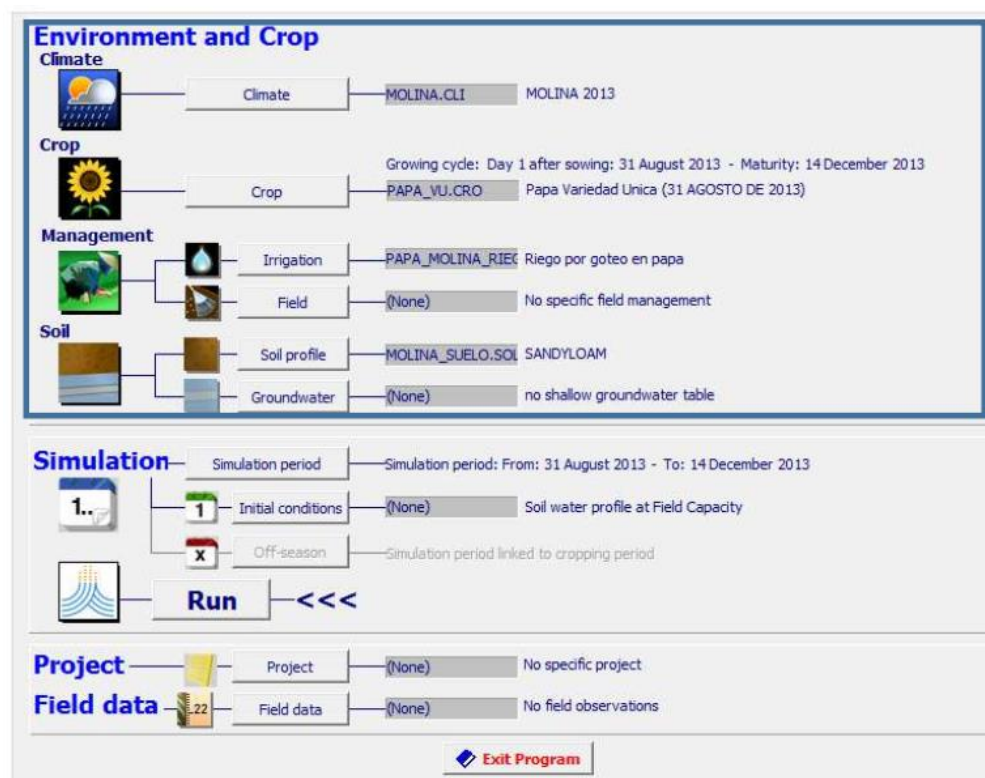 Environment and Crop
Climate
Climate MOLINA.CLI MOLINA 2013
Crop
Growing cycle: Day 1 after sowing: 31 August 2013 - Maturity: 14 December 2013
Crop PAPA_VU.CRO Papa Variedad Unica (31 AGOSTO DE 2013)
Management
Irrigation PAPA_MOLINA_RIEG Riego por goteo en papa
Field (None) No specific field management
Soil
Soil profile MOLINA_SUELO.SOL SANDYLOAM
Groundwater (None) no shallow groundwater table
Simulation Simulation period Simulation period: From: 31 August 2013 - To: 14 December 2013
1.. 1 Initial conditions (None) Soil water profile at Field Capacity
x Off-season Simulation period linked to cropping period
Run <<<
Project Project (None) No specific project
Field data .22 Field data (None) No field observations
Exit Program